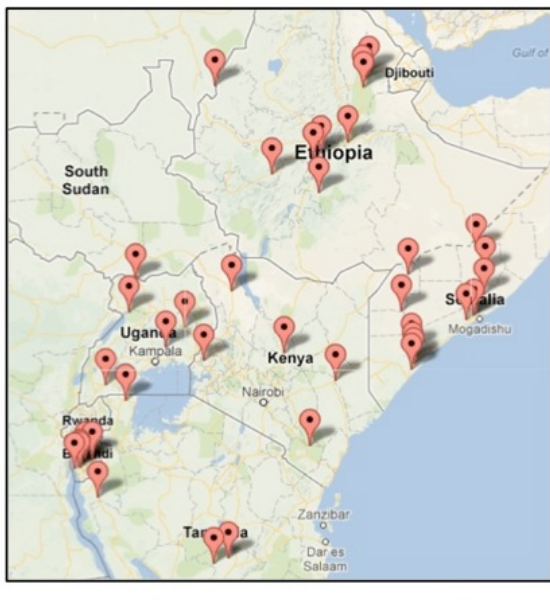 Gulf of
Djibouti
Ethiopia
South
Sudan
Mogadishu
Uganda
Kampala
Kenya
Nairobi
Rwanda
Zanzibar
Dar es
Salaam